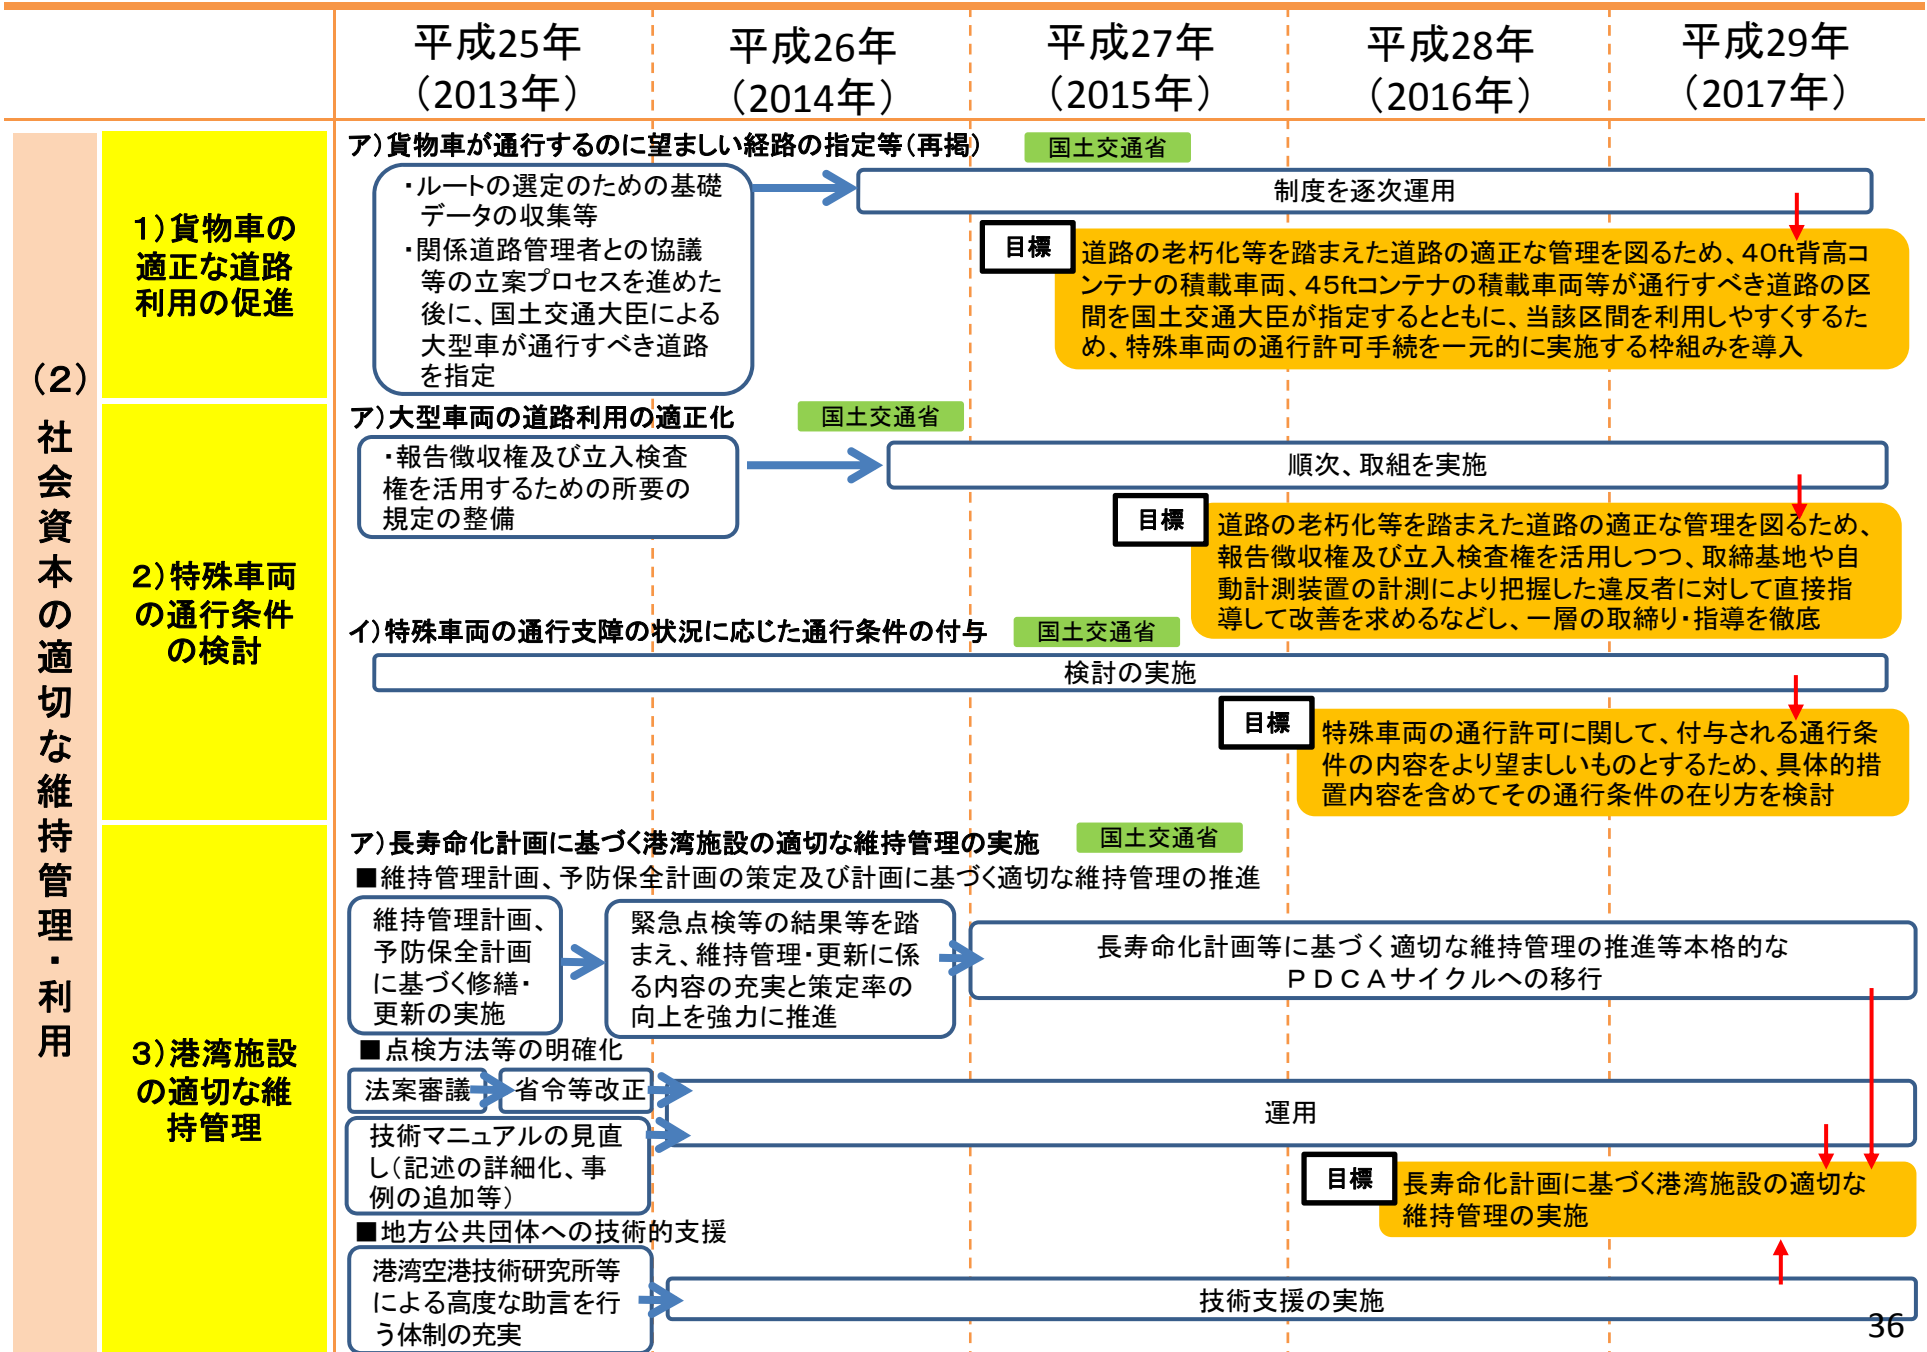 平成25年
（2013年）
平成26年
（2014年）
平成27年
（2015年）
平成28年
（2016年）
平成29年
（2017年）
（2）社会資本の適切な維持管理・利用
1）貨物車の
適正な道路
利用の促進
ア）貨物車が通行するのに望ましい経路の指定等（再掲）
国土交通省
・ルートの選定のための基礎
データの収集等
・関係道路管理者との協議
等の立案プロセスを進めた
後に、国土交通大臣による
大型車が通行すべき道路
を指定
制度を逐次運用
目標
道路の老朽化等を踏まえた道路の適正な管理を図るため、40ft背高コ
ンテナの積載車両、45ftコンテナの積載車両等が通行すべき道路の区
間を国土交通大臣が指定するとともに、当該区間を利用しやすくするた
め、特殊車両の通行許可手続を一元的に実施する枠組みを導入
2）特殊車両
の通行条件
の検討
ア）大型車両の道路利用の適正化
国土交通省
・報告徴収権及び立入検査
権を活用するための所要の
規定の整備
順次、取組を実施
目標
道路の老朽化等を踏まえた道路の適正な管理を図るため、
報告徴収権及び立入検査権を活用しつつ、取締基地や自
動計測装置の計測により把握した違反者に対して直接指
導して改善を求めるなどし、一層の取締り・指導を徹底
イ）特殊車両の通行支障の状況に応じた通行条件の付与
国土交通省
検討の実施
目標
特殊車両の通行許可に関して、付与される通行条
件の内容をより望ましいものとするため、具体的措
置内容を含めてその通行条件の在り方を検討
3）港湾施設
の適切な維
持管理
ア）長寿命化計画に基づく港湾施設の適切な維持管理の実施
国土交通省
■維持管理計画、予防保全計画の策定及び計画に基づく適切な維持管理の推進
維持管理計画、
予防保全計画
に基づく修繕・
更新の実施
緊急点検等の結果等を踏
まえ、維持管理・更新に係
る内容の充実と策定率の
向上を強力に推進
長寿命化計画等に基づく適切な維持管理の推進等本格的な
ＰＤＣＡサイクルへの移行
■点検方法等の明確化
法案審議
省令等改正
運用
技術マニュアルの見直
し（記述の詳細化、事
例の追加等）
目標
長寿命化計画に基づく港湾施設の適切な
維持管理の実施
■地方公共団体への技術的支援
港湾空港技術研究所等
による高度な助言を行
う体制の充実
技術支援の実施
36